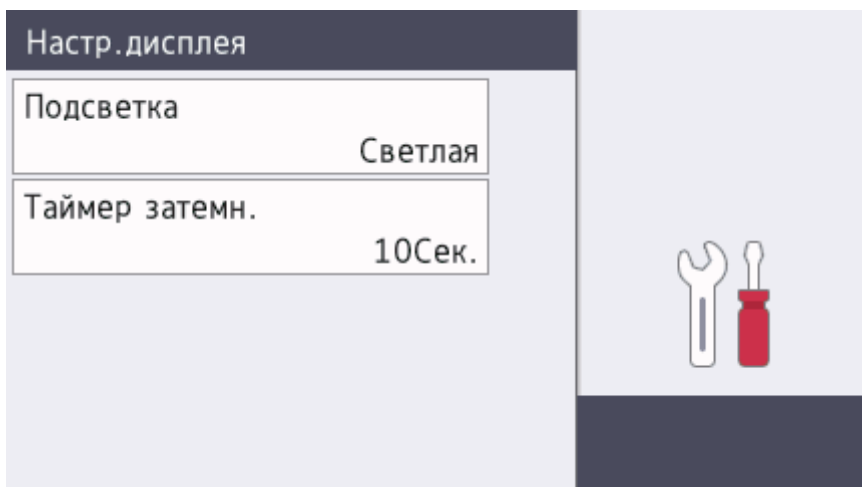 Настр.дисплея
Подсветка
Светлая
Таймер затемн.
10Сек.